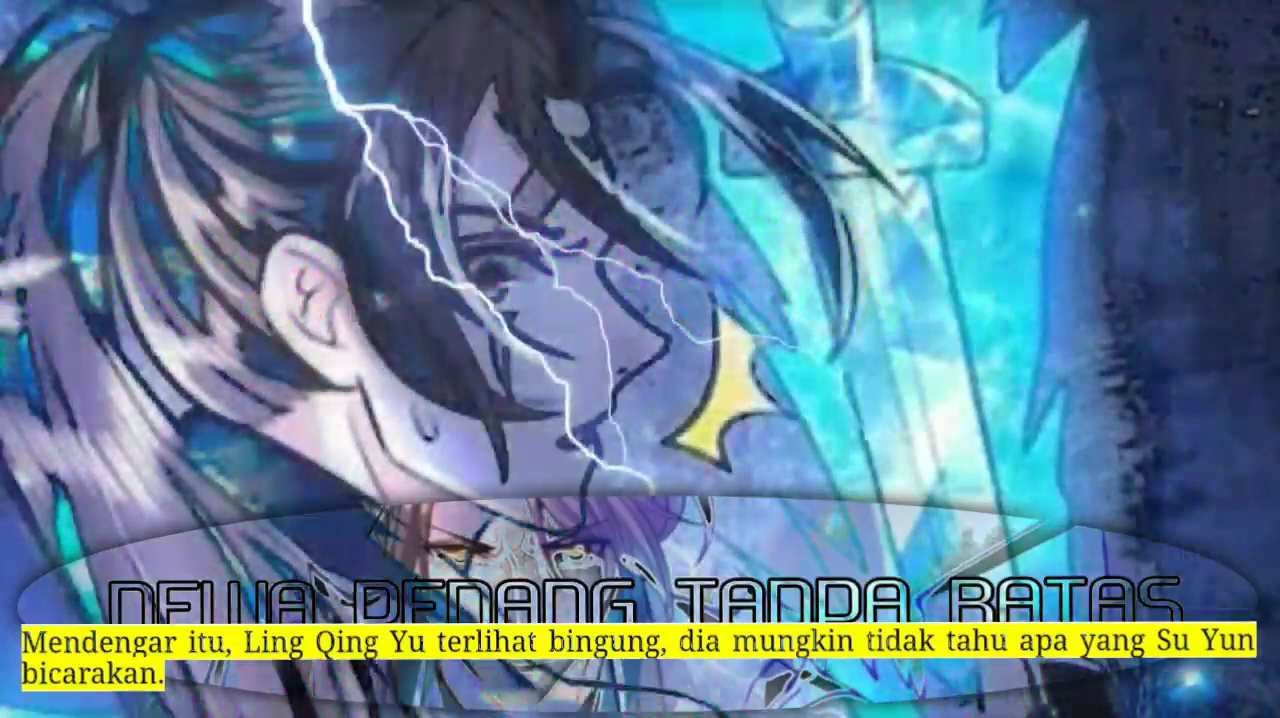 DEWA PEDANG TANPA BATAS
Mendengar itu, Ling Qing Yu terlihat bingung, dia mungkin tidak tahu apa yang Su Yun
bicarakan.